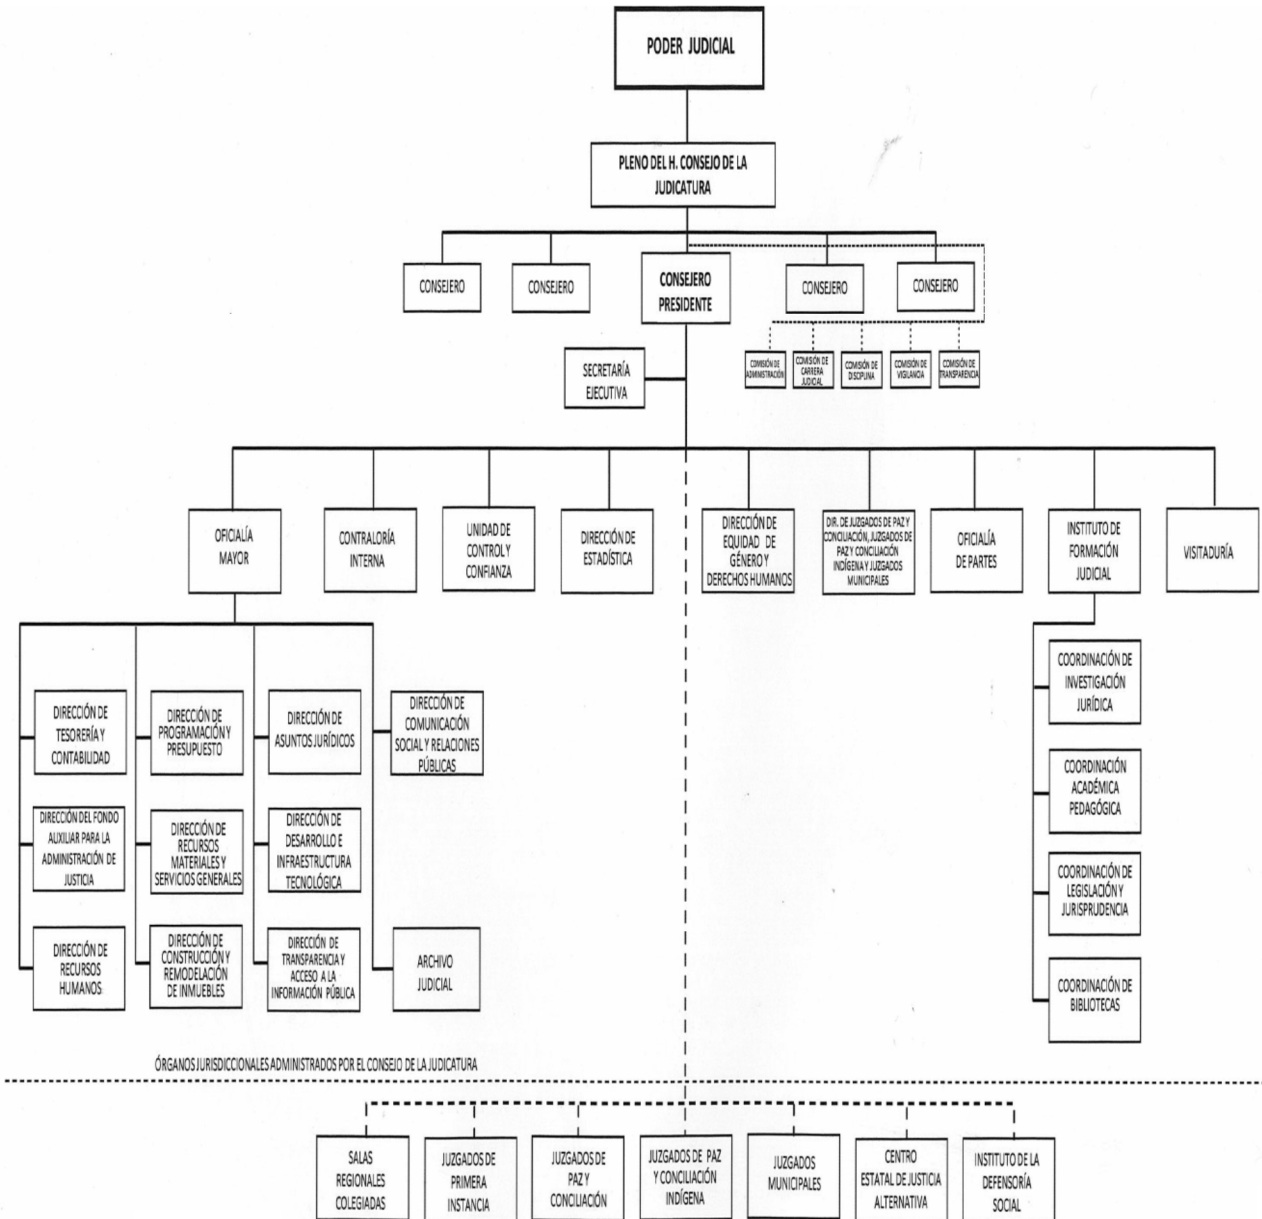 PODER JUDICIAL
PLENO DEL H. CONSEJO DE LA
JUDICATURA
CONSEJERO
CONSEJERO
CONSEJERO
PRESIDENTE
CONSEJERO
CONSEJERO
SECRETARÍA
EJECUTIVA
COMISIÓN DE
ADMINISTRACIÓN
COMISIÓN DE
CARRERA
JUDICIAL
COMISIÓN DE
DISCIPLINA
COMISIÓN DE
VIGILANCIA
COMISIÓN DE
TRANSPARENCIA
OFICIALÍA
MAYOR
CONTRALORÍA
INTERNA
UNIDAD DE
CONTROL Y
CONFIANZA
DIRECCIÓN DE
ESTADÍSTICA
DIRECCIÓN DE
EQUIDAD DE
GÉNERO Y
DERECHOS HUMANOS
DIR. DE JUZGADOS DE PAZ Y
CONCILIACIÓN, JUZGADOS DE
PAZ Y CONCILIACIÓN
INDÍGENA Y JUZGADOS
MUNICIPALES
OFICIALÍA
DE PARTES
INSTITUTO DE
FORMACIÓN
JUDICIAL
VISITADURÍA
DIRECCIÓN DE
TESORERÍA Y
CONTABILIDAD
DIRECCIÓN DE
PROGRAMACIÓN Y
PRESUPUESTO
DIRECCIÓN DE
ASUNTOS JURÍDICOS
DIRECCIÓN DE
COMUNICACIÓN
SOCIAL Y RELACIONES
PÚBLICAS
COORDINACIÓN DE
INVESTIGACIÓN
JURÍDICA
DIRECCIÓN DEL FONDO
AUXILIAR PARA LA
ADMINISTRACIÓN DE
JUSTICIA
DIRECCIÓN DE
RECURSOS
MATERIALES Y
SERVICIOS GENERALES
DIRECCIÓN DE
DESARROLLO E
INFRAESTRUCTURA
TECNOLÓGICA
COORDINACIÓN
ACADÉMICA
PEDAGÓGICA
COORDINACIÓN DE
LEGISLACIÓN Y
JURISPRUDENCIA
DIRECCIÓN DE
RECURSOS
HUMANOS
DIRECCIÓN DE
CONSTRUCCIÓN Y
REMODELACIÓN
DE INMUEBLES
DIRECCIÓN DE
TRANSPARENCIA Y
ACCESO A LA
INFORMACIÓN PÚBLICA
ARCHIVO
JUDICIAL
COORDINACIÓN DE
BIBLIOTECAS
ÓRGANOS JURISDICCIONALES ADMINISTRADOS POR EL CONSEJO DE LA JUDICATURA
SALAS
REGIONALES
COLEGIADAS
JUZGADOS DE
PRIMERA
INSTANCIA
JUZGADOS DE
PAZ Y
CONCILIACIÓN
JUZGADOS DE PAZ
Y CONCILIACIÓN
INDÍGENA
JUZGADOS
MUNICIPALES
CENTRO
ESTATAL DE JUSTICIA
ALTERNATIVA
INSTITUTO DE LA
DEFENSORÍA
SOCIAL